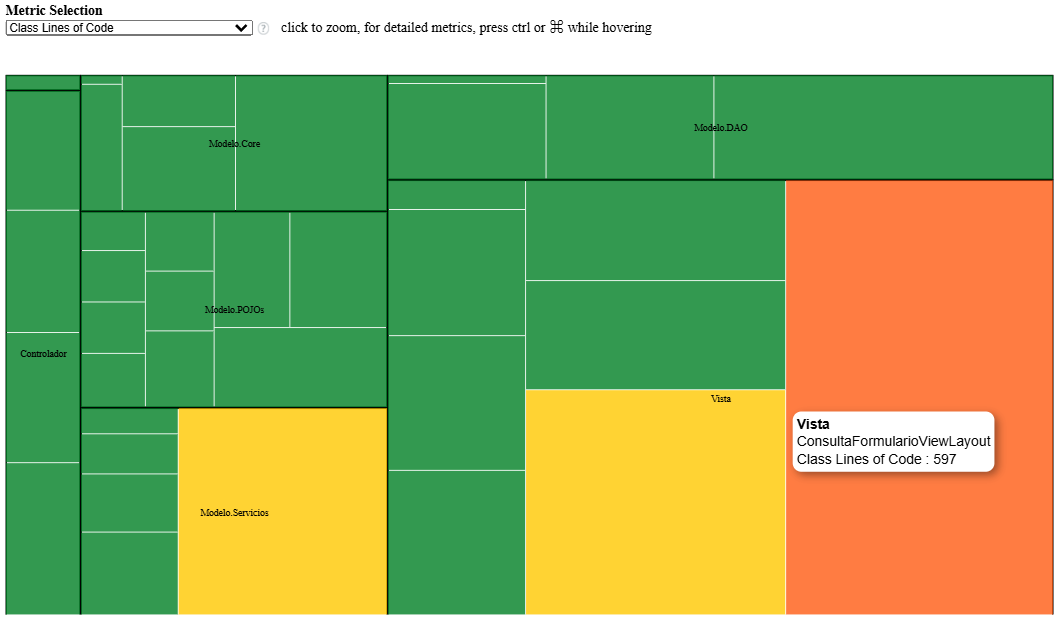 Metric Selection
Class Lines of Code
? click to zoom, for detailed metrics, press ctrl or ⌘ while hovering
Modelo.DAO
Modelo.Core
Modelo.POJOs
Controlador
Vista
Vista
ConsultaFormularioViewLayout
Class Lines of Code : 597
Modelo.Servicios